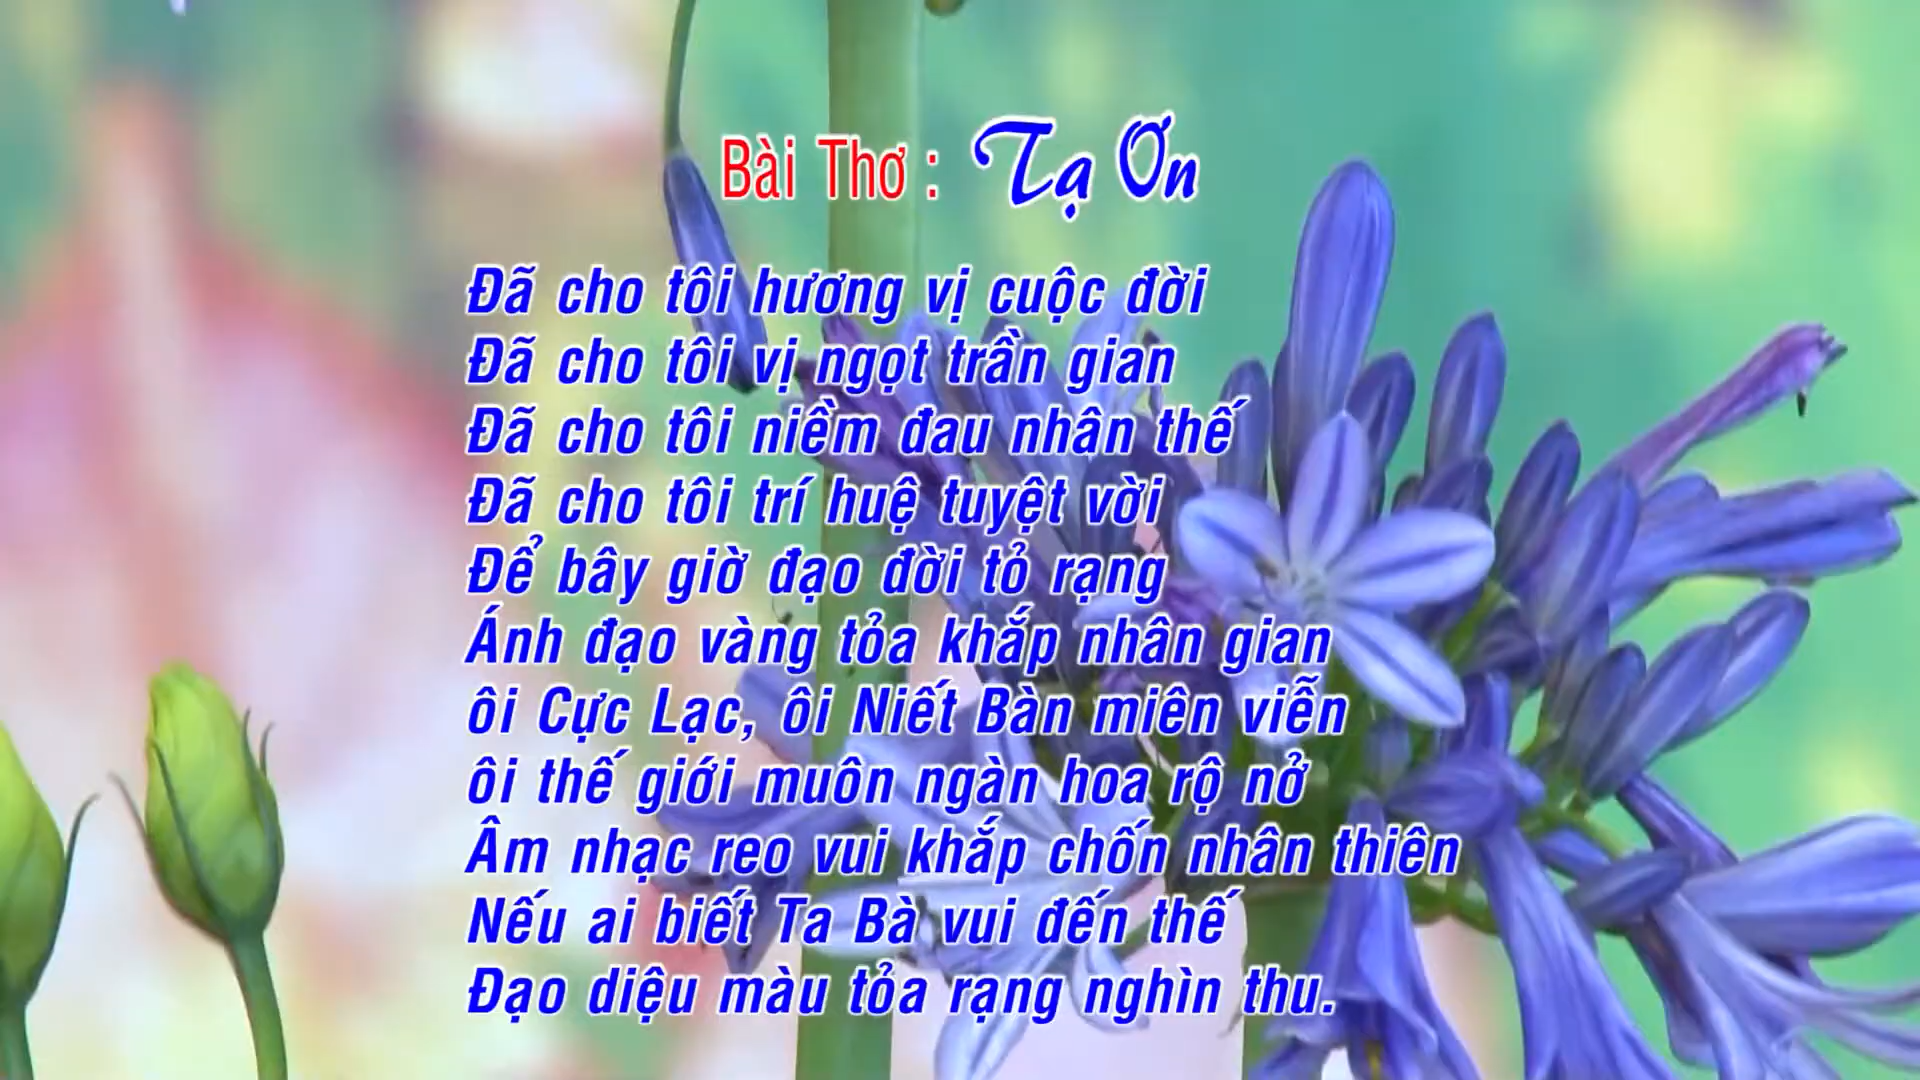 Bài Thơ : Tạ Ơn
Đã cho tôi hương vị cuộc đời
Đã cho tôi vị ngọt trần gian
Đã cho tôi niềm đau nhân thế
Đã cho tôi trí huệ tuyệt vời
Để bây giờ đạo đời tỏ rạng
Ánh đạo vàng tỏa khắp nhân gian
ôi Cực Lạc, ôi Niết Bàn miên viễn
ôi thế giới muôn ngàn hoa rộ nở
Âm nhạc reo vui khắp chốn nhân thiên
Nếu ai biết Ta Bà vui đến thế
Đạo diệu màu tỏa rạng nghìn thu.